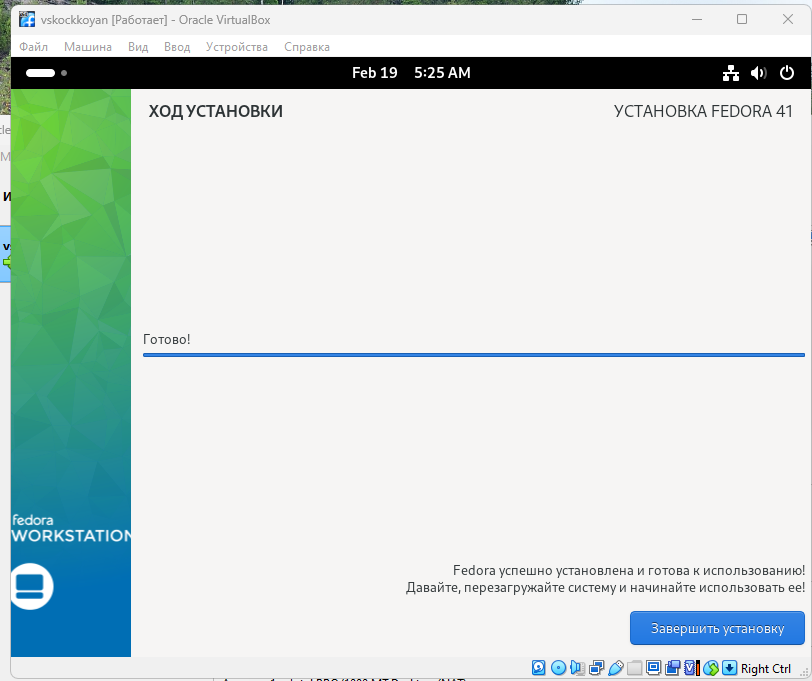 vskockkoyan [Работает] - Oracle VirtualBox
Файл Машина Вид Ввод Устройства Справка
Feb 19 5:25 AM
ХОД УСТАНОВКИ
УСТАНОВКА FEDORA 41
Готово!
fedora
WORKSTATION
Fedora успешно установлена и готова к использованию!
Давайте, перезагружайте систему и начинайте использовать ее!
Завершить установку
Right Ctrl